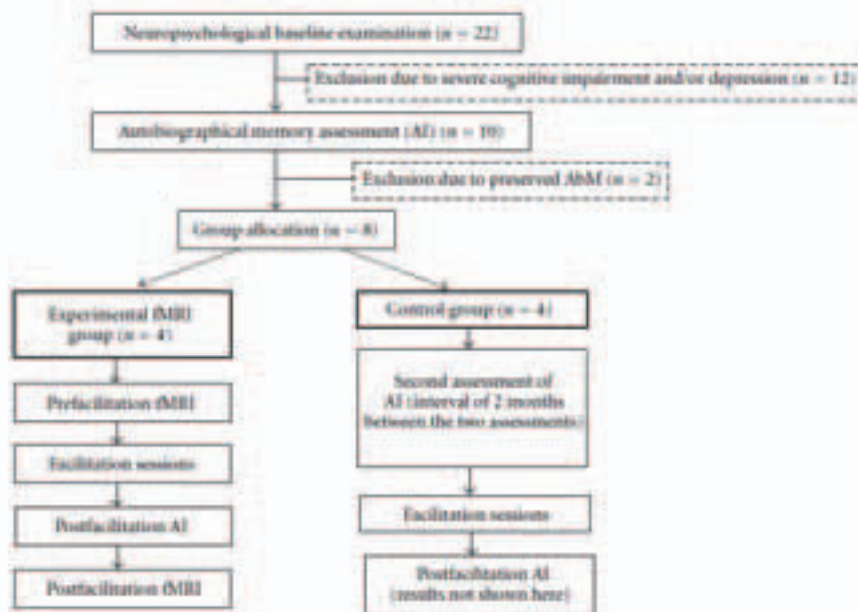 Neuropsychological baseline examination (n = 22)
Exclusion due to severe cognitive impairment and/or depression (n = 12)
Autobiographical memory assessment (AI) (n = 10)
Exclusion due to preserved AbM (n = 2)
Group allocation (n = 8)
Experimental fMRI
group (n = 4)
Prefacilitation fMRI
Facilitation sessions
Postfacilitation AI
Postfacilitation fMRI
Control group (n = 4)
Second assessment of
AI (interval of 2 months
between the two assessments)
Facilitation sessions
Postfacilitation AI
(results not shown here)